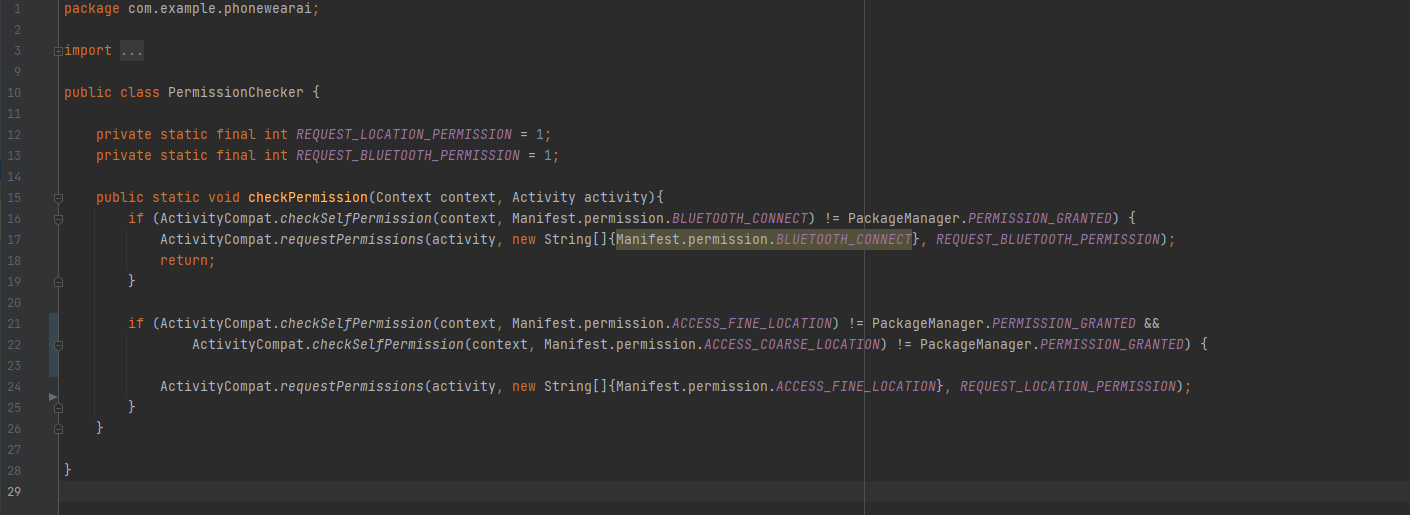 1 package com.example.phonewearai;
2
3 import ...
9
10 public class PermissionChecker {
11
12 private static final int REQUEST_LOCATION_PERMISSION = 1;
13 private static final int REQUEST_BLUETOOTH_PERMISSION = 1;
14
15 public static void checkPermission(Context context, Activity activity){
16 if (ActivityCompat.checkSelfPermission(context, Manifest.permission.BLUETOOTH_CONNECT) != PackageManager.PERMISSION_GRANTED) {
17 ActivityCompat.requestPermissions(activity, new String[]{Manifest.permission.BLUETOOTH_CONNECT}, REQUEST_BLUETOOTH_PERMISSION);
18 return;
19 }
20
21 if (ActivityCompat.checkSelfPermission(context, Manifest.permission.ACCESS_FINE_LOCATION) != PackageManager.PERMISSION_GRANTED &&
22 ActivityCompat.checkSelfPermission(context, Manifest.permission.ACCESS_COARSE_LOCATION) != PackageManager.PERMISSION_GRANTED) {
23
24 ActivityCompat.requestPermissions(activity, new String[]{Manifest.permission.ACCESS_FINE_LOCATION}, REQUEST_LOCATION_PERMISSION);
25 }
26 }
27
28 }
29